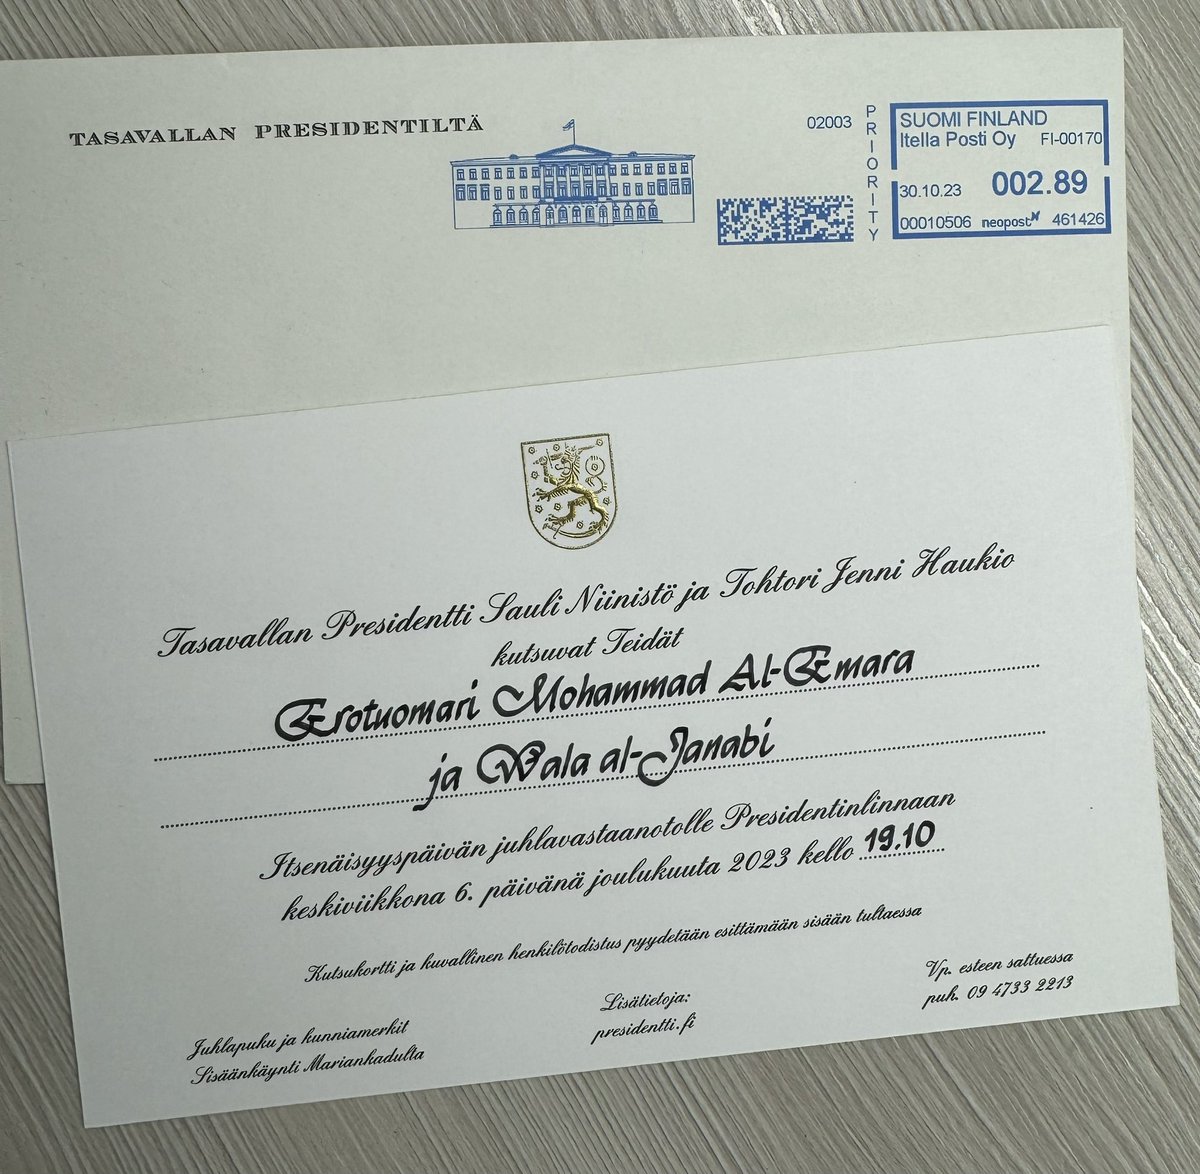 TASAVALLAN PRESIDENTILTÄ
02003
PRIORITY
SUOMI FINLAND
Itella Posti Oy FI-00170
30.10.23 002.89
00010506 neopost 461426
Tasavallan Presidentti Sauli Niinistö ja Tohtori Jenni Haukio
kutsuvat Teidät
Erotuomari Mohammad Al-Emara
ja Wala al-Janabi
Itsenäisyyspäivän juhlavastaanotolle Presidentinlinnaan
keskiviikkona 6. päivänä joulukuuta 2023 kello 19.10
Kutsukortti ja kuvallinen henkilötodistus pyydetään esittämään sisään tultaessa
Juhlapuku ja kunniamerkit
Sisäänkäynti Mariankadulta
Lisätietoja:
presidentti.fi
Vp. esteen sattuessa
puh. 09 4733 2213